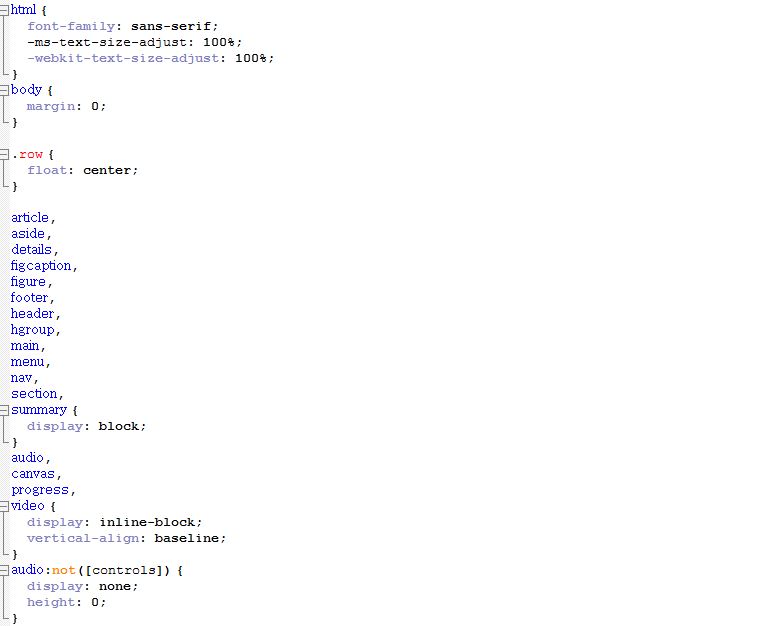 html {
font-family: sans-serif;
-ms-text-size-adjust: 100%;
-webkit-text-size-adjust: 100%;
}
body {
margin: 0;
}
.row {
float: center;
}
article,
aside,
details,
figcaption,
figure,
footer,
header,
hgroup,
main,
menu,
nav,
section,
summary {
display: block;
}
audio,
canvas,
progress,
video {
display: inline-block;
vertical-align: baseline;
}
audio:not([controls]) {
display: none;
height: 0;
}